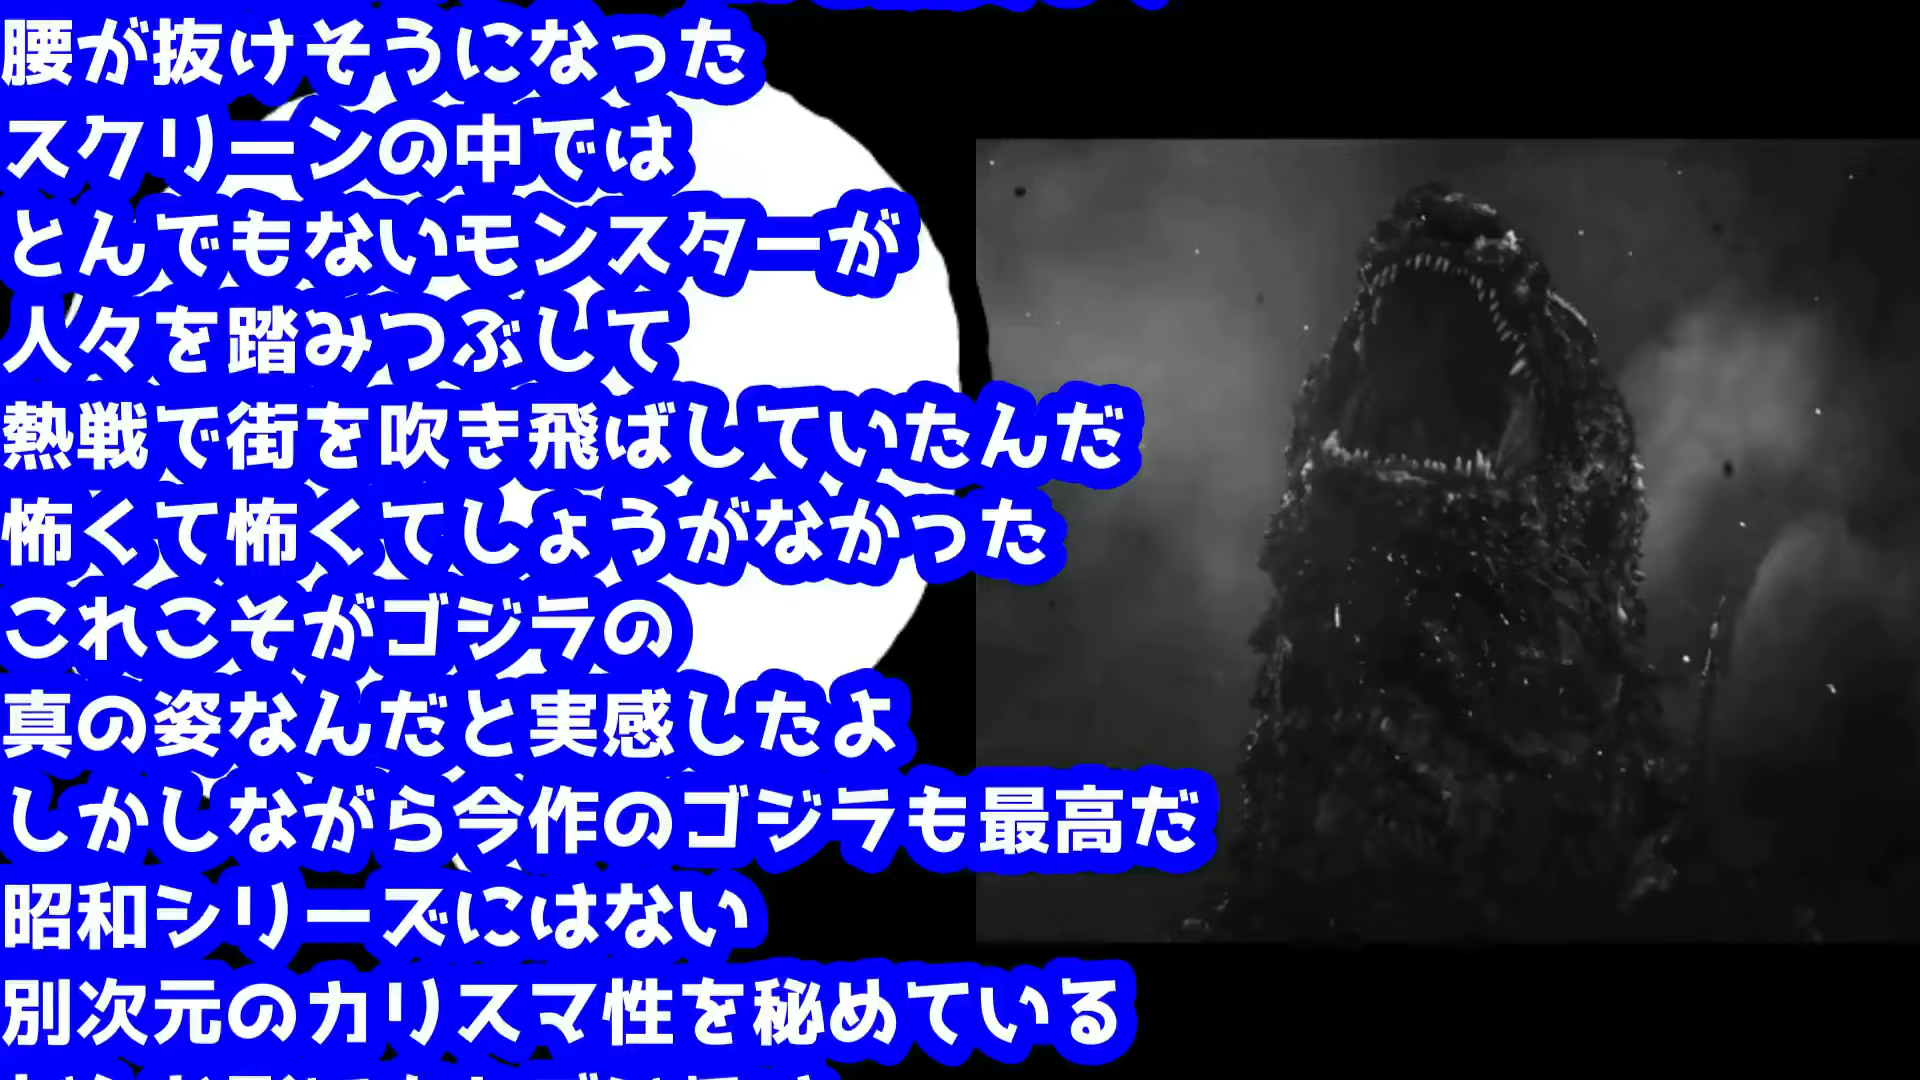 腰が抜けそうになった
スクリーンの中では
とんでもないモンスターが
人々を踏みつぶして
熱戦で街を吹き飛ばしていたんだ
怖くて怖くてしょうがなかった
これこそがゴジラの
真の姿なんだと実感したよ
しかしながら今作のゴジラも最高だ
昭和シリーズにはない
別次元のカリスマ性を秘めている